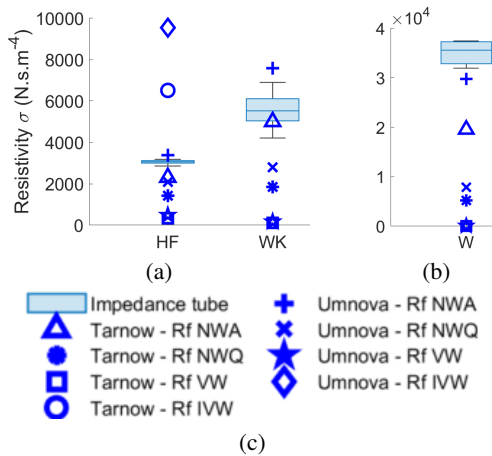 Resistivity σ (N.s.m-4)
10000
8000
6000
4000
2000
0
HF WK
(a)
×10^4
4
3
2
1
0
W
(b)
Impedance tube
Tarnow - Rf NWA
Tarnow - Rf NWQ
Tarnow - Rf VW
Tarnow - Rf IVW
Umnova - Rf NWA
Umnova - Rf NWQ
Umnova - Rf VW
Umnova - Rf IVW
(c)